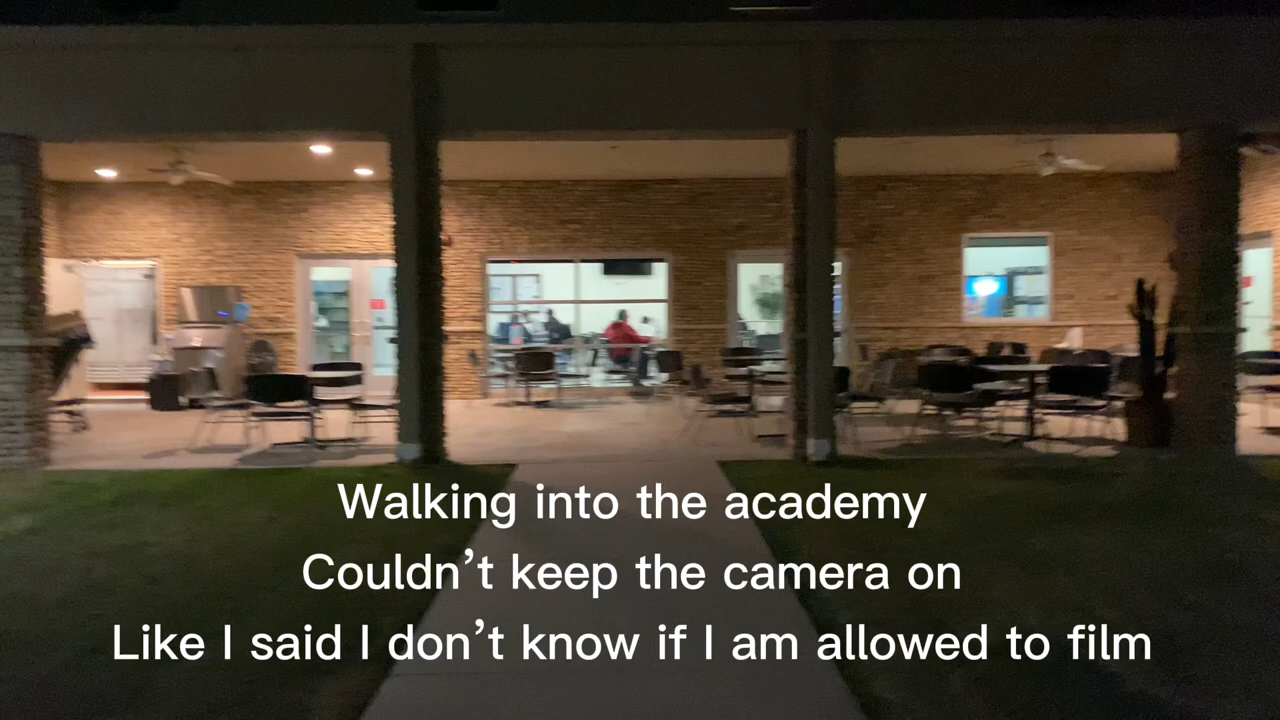 Walking into the academy
Couldn’t keep the camera on
Like I said I don’t know if I am allowed to film